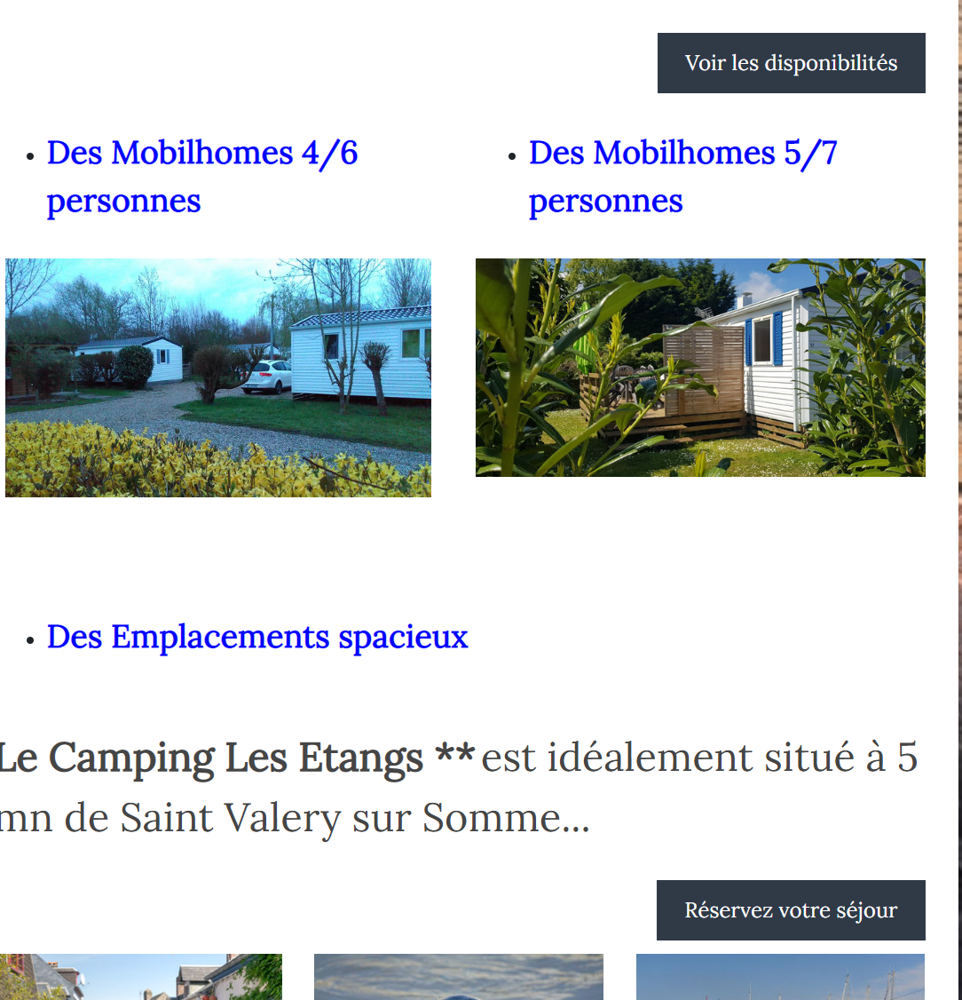 Voir les disponibilités
Des Mobilhomes 4/6
personnes
Des Mobilhomes 5/7
personnes
Des Emplacements spacieux
Le Camping Les Etangs ** est idéalement situé à 5
mn de Saint Valery sur Somme...
Réservez votre séjour